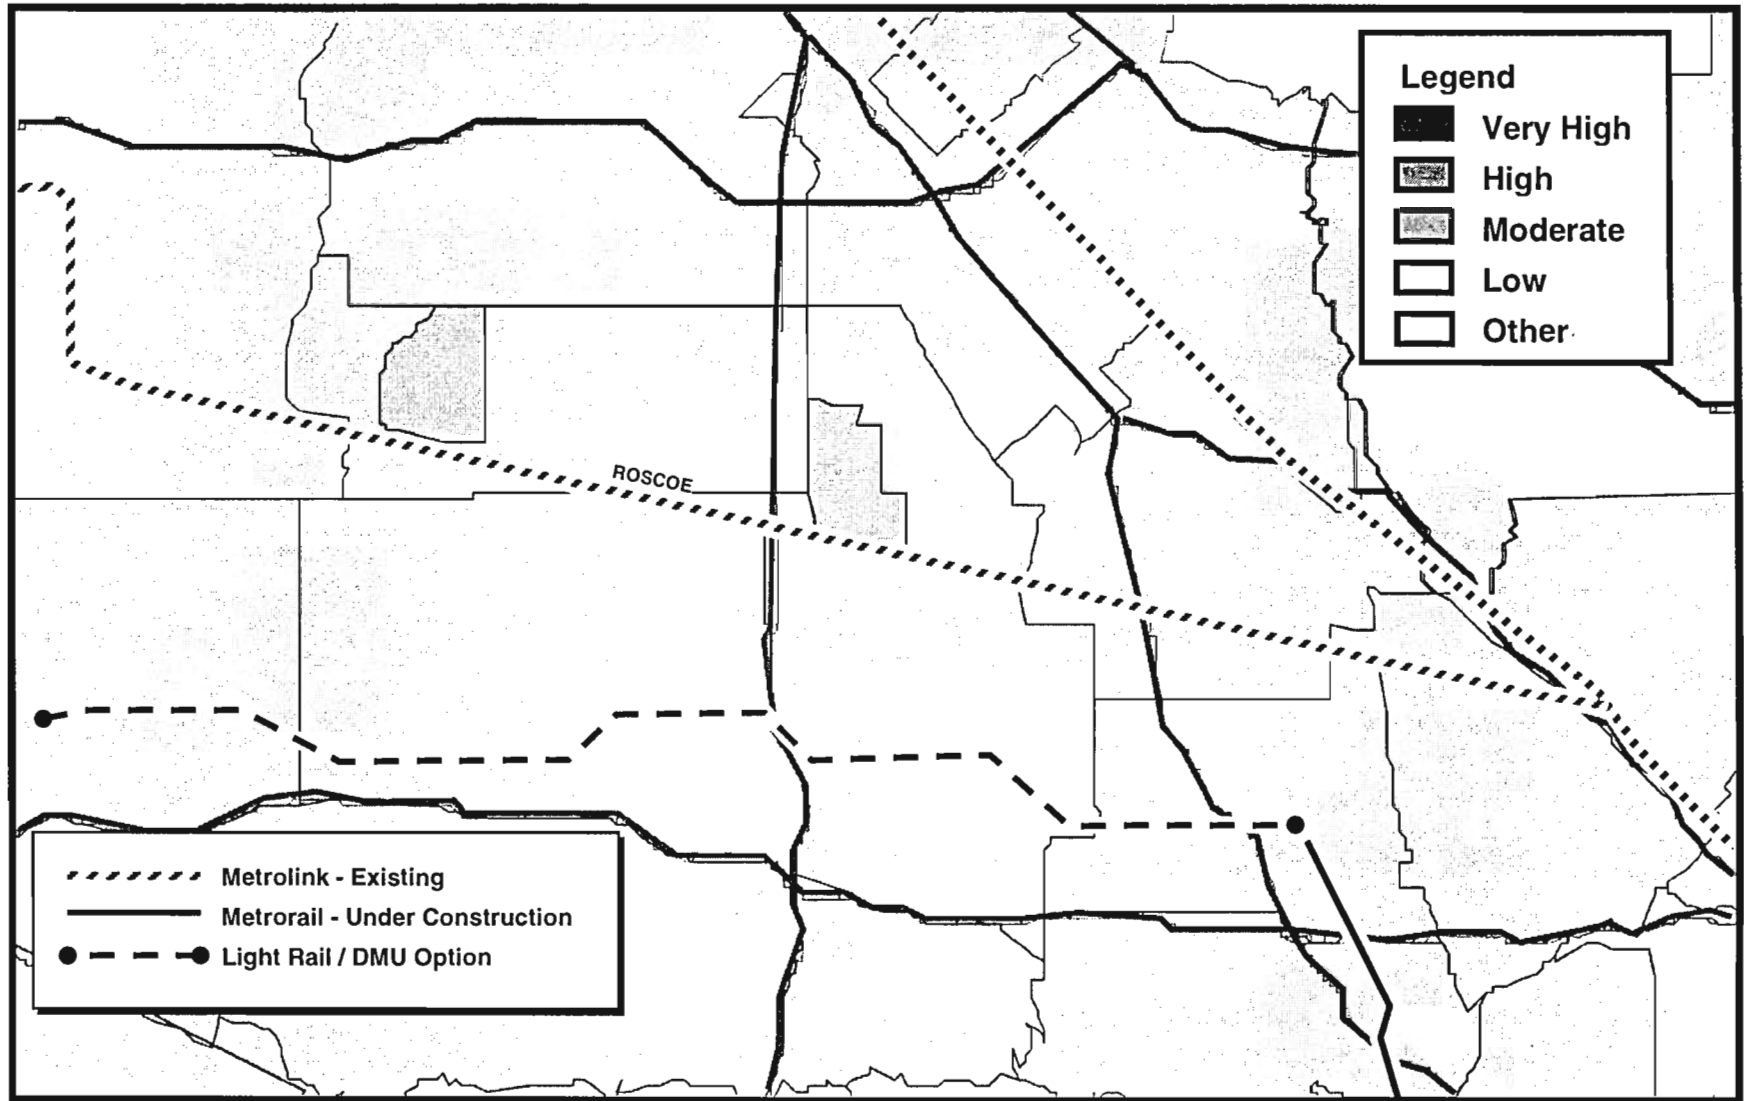 Legend
Very High
High
Moderate
Low
Other
ROSCOE
Metrolink - Existing
Metrorail - Under Construction
Light Rail / DMU Option